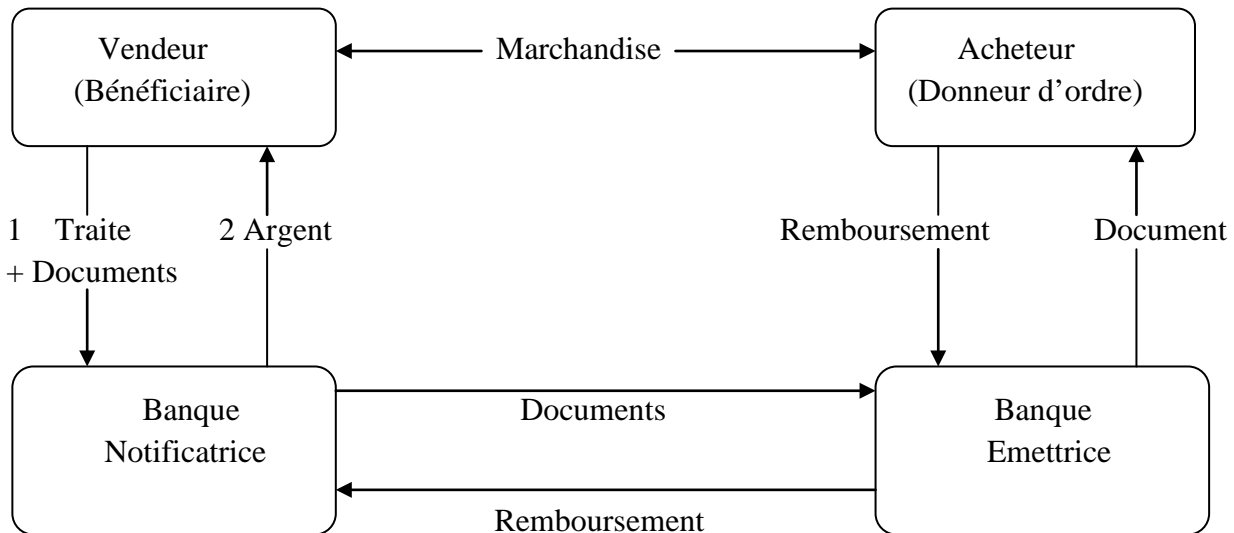 Vendeur
(Bénéficiaire)
Marchandise
Acheteur
(Donneur d’ordre)
1 Traite
+ Documents
2 Argent
Remboursement
Document
Banque
Notificatrice
Documents
Remboursement
Banque
Emettrice